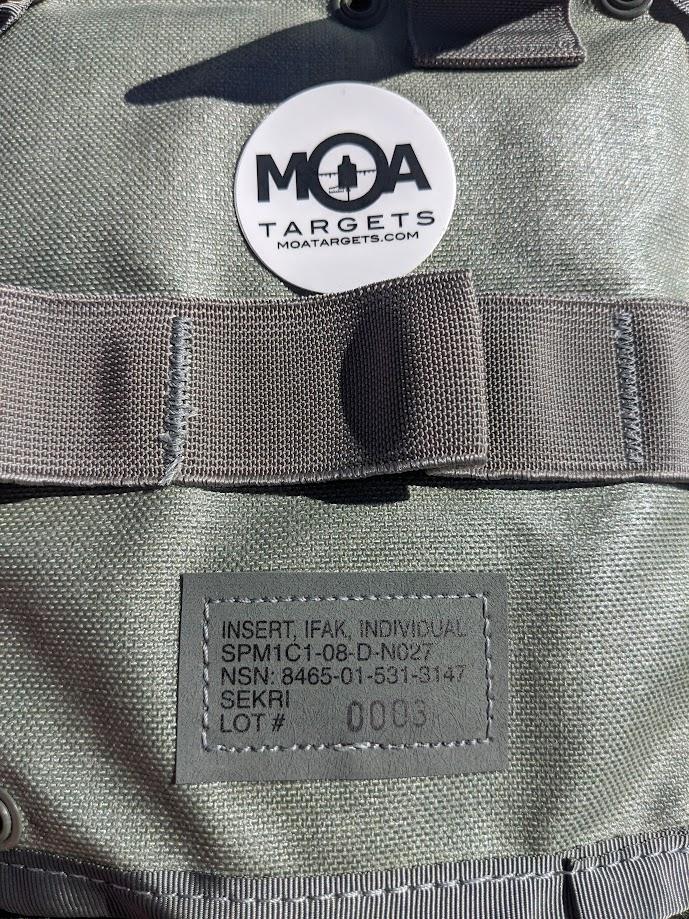 MOA
TARGETS
MOATARGETS.COM
INSERT, IFAK, INDIVIDUAL
SPM1C1-08-D-N027
NSN: 8465-01-531-3147
SEKRI
LOT # 0003